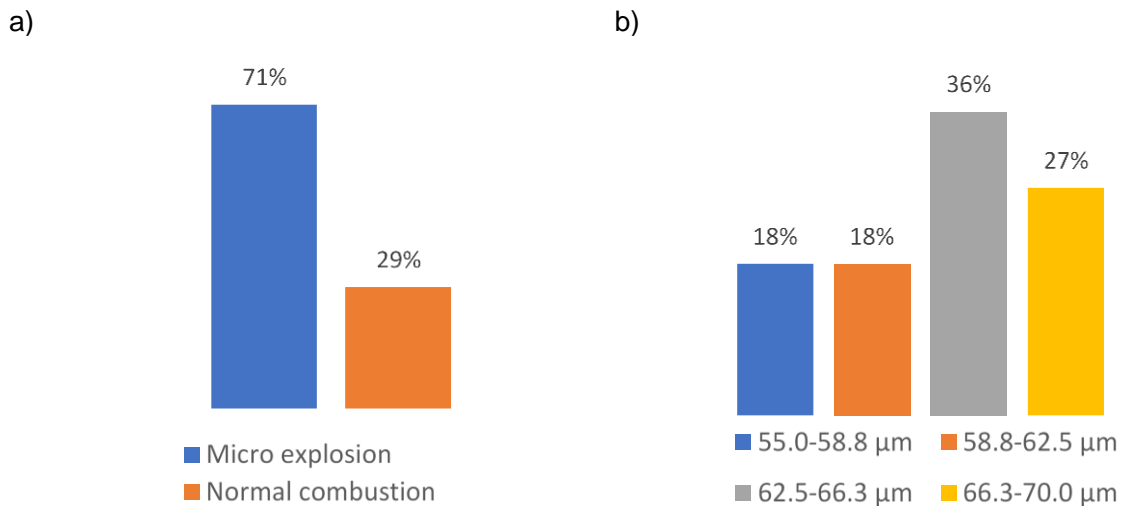 a)
b)
71%
29%
36%
27%
18%
18%
Micro explosion
Normal combustion
55.0-58.8 µm
58.8-62.5 µm
62.5-66.3 µm
66.3-70.0 µm